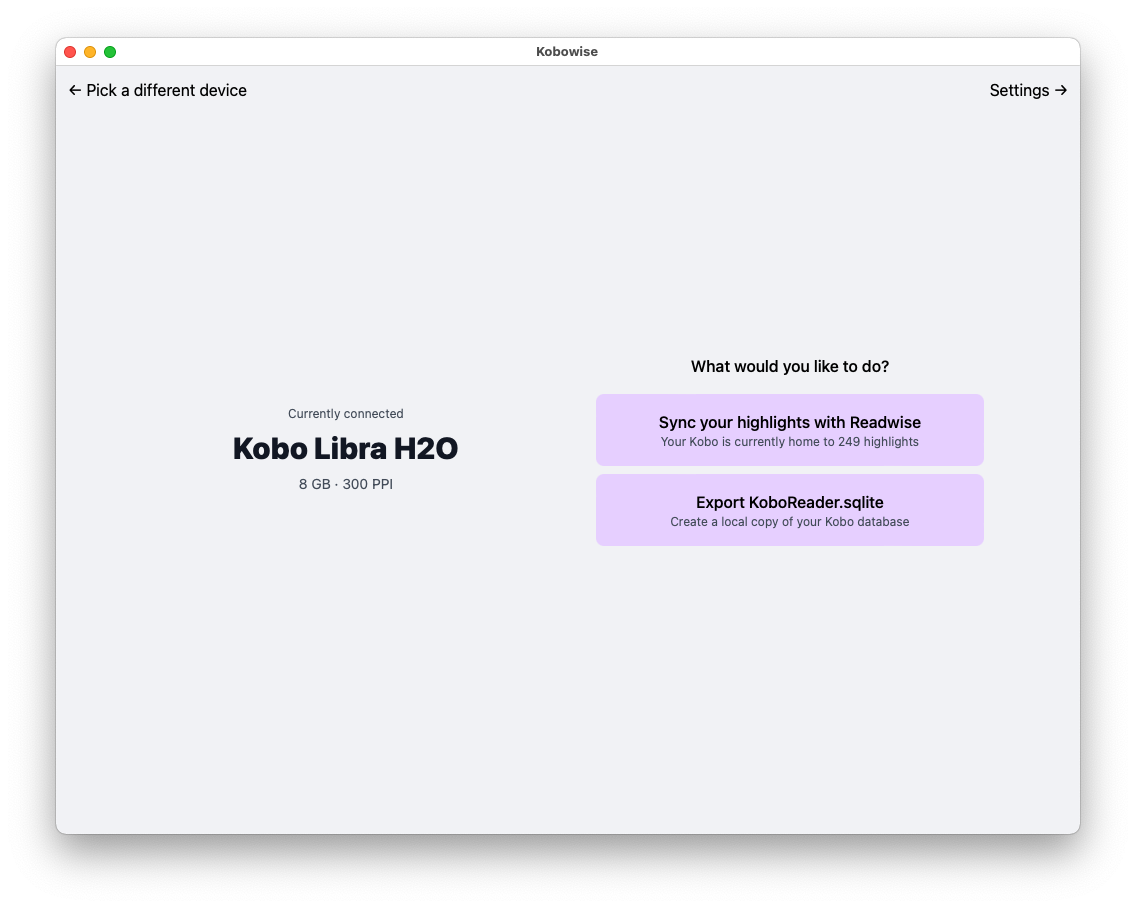 Kobowise
← Pick a different device
Settings →
Currently connected
Kobo Libra H2O
8 GB · 300 PPI
What would you like to do?
Sync your highlights with Readwise
Your Kobo is currently home to 249 highlights
Export KoboReader.sqlite
Create a local copy of your Kobo database